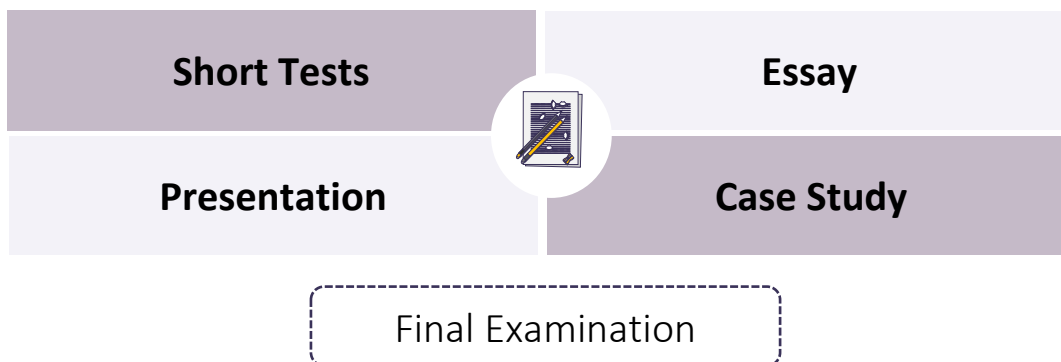 Short Tests
Essay
Presentation
Case Study
Final Examination